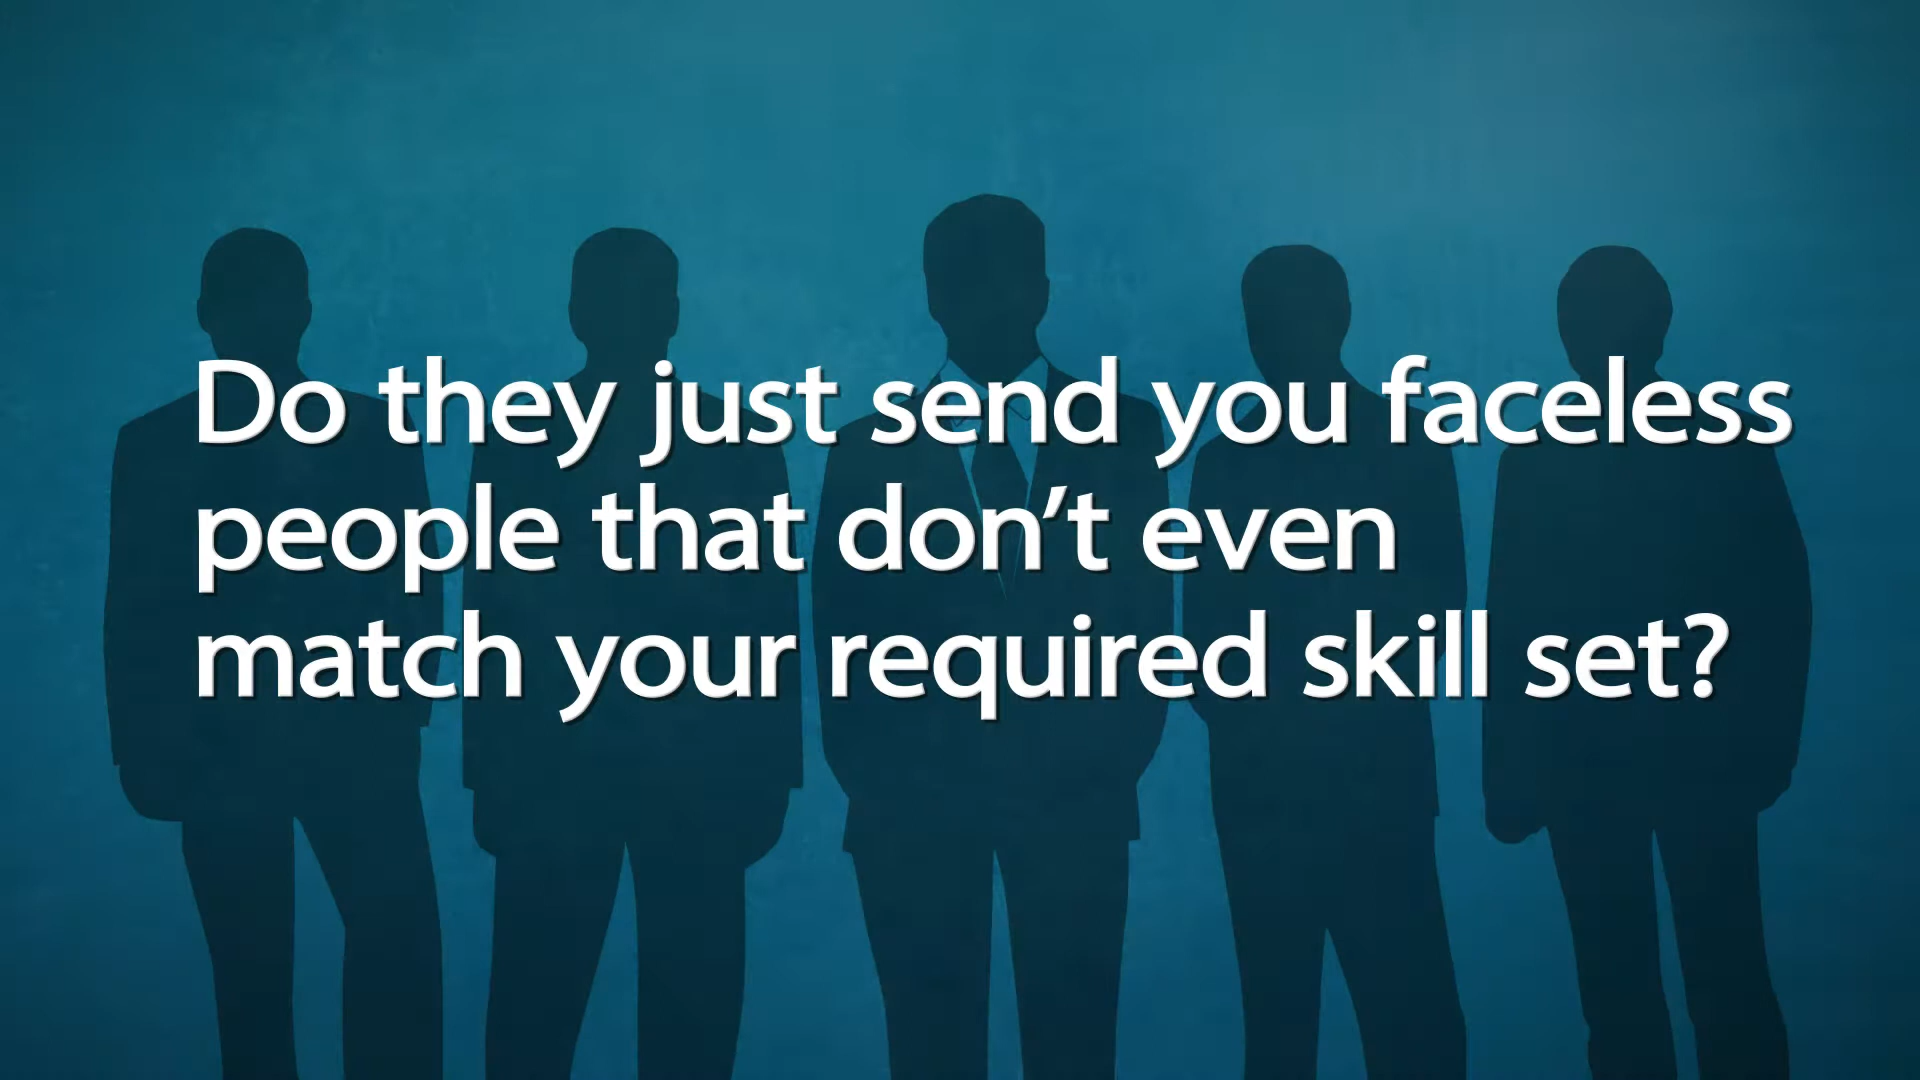 Do they just send you faceless
people that don’t even
match your required skill set?